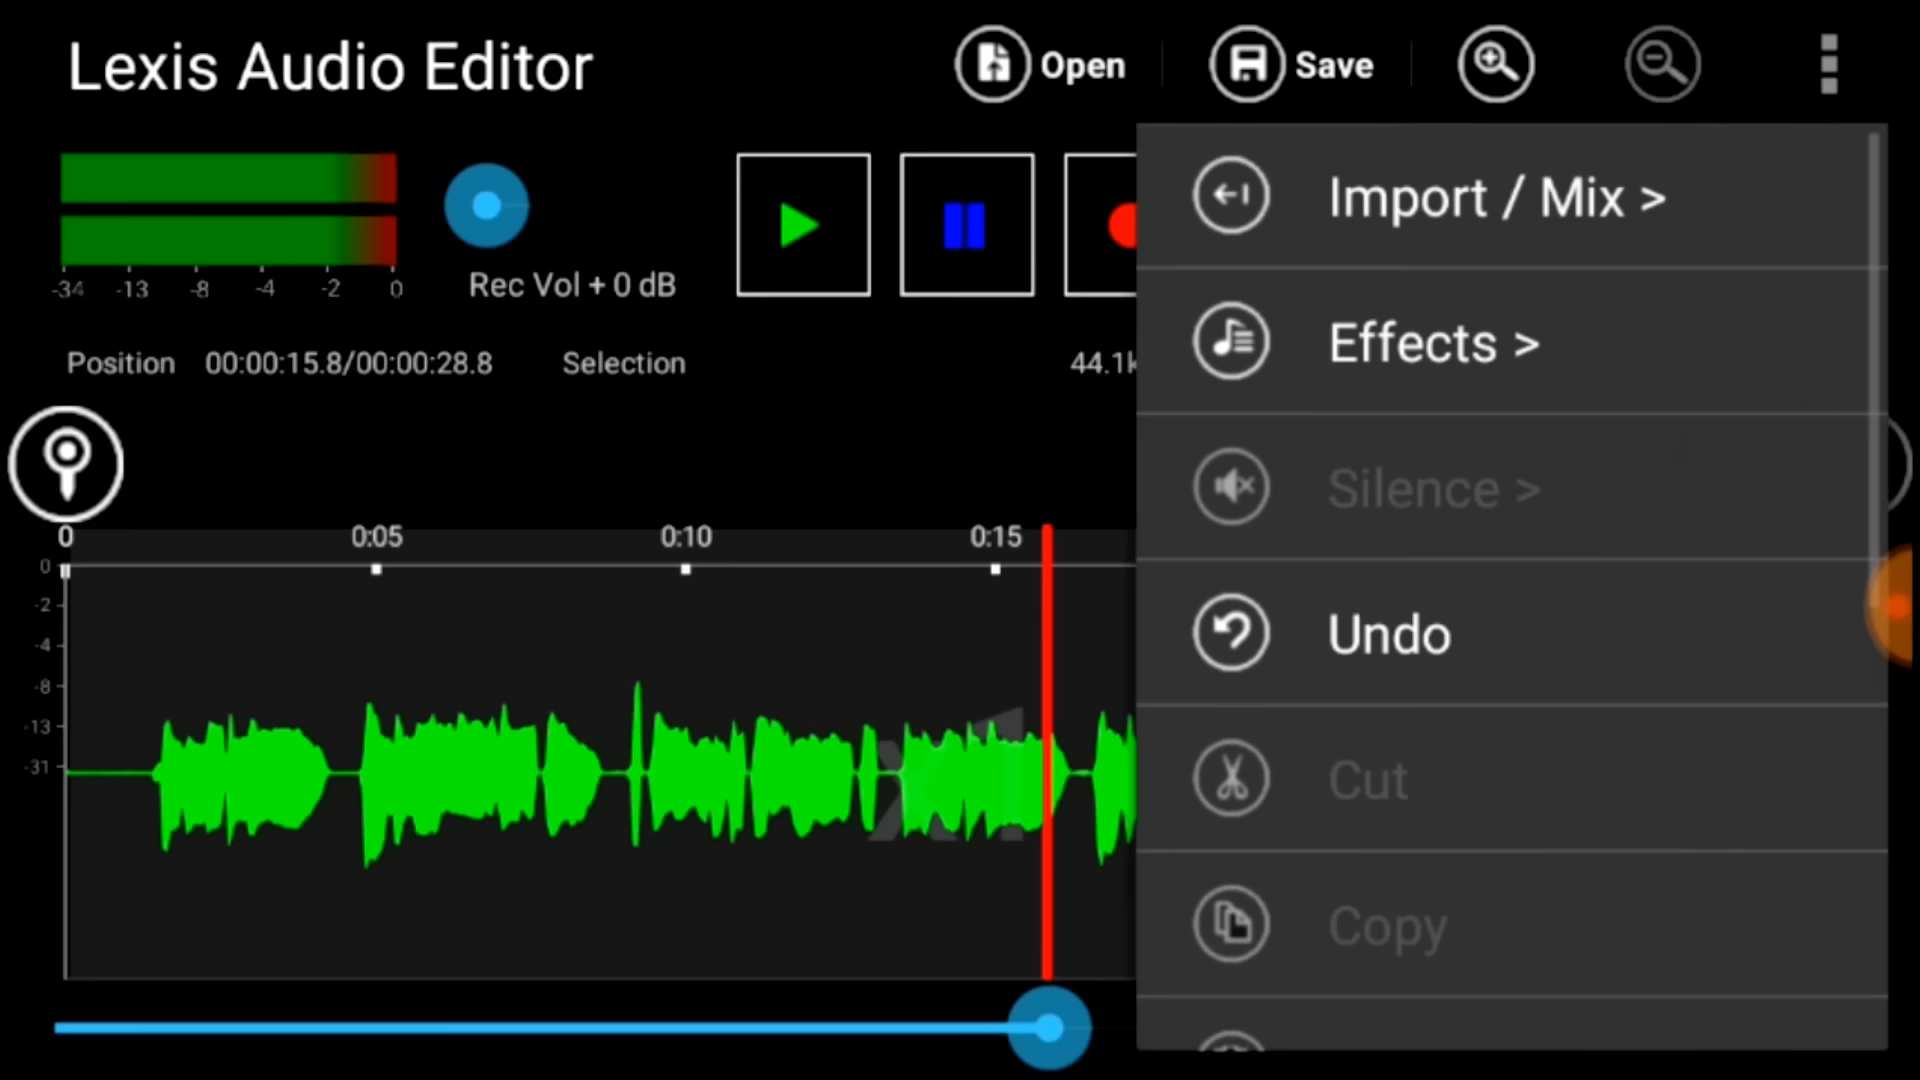 Lexis Audio Editor
Open
Save
-34 -13 -8 -4 -2 0
Rec Vol + 0 dB
Position 00:00:15.8/00:00:28.8 Selection
0 0:05 0:10 0:15
0
-2
-4
-8
-13
-31
x1
Import / Mix >
Effects >
Silence >
Undo
Cut
Copy